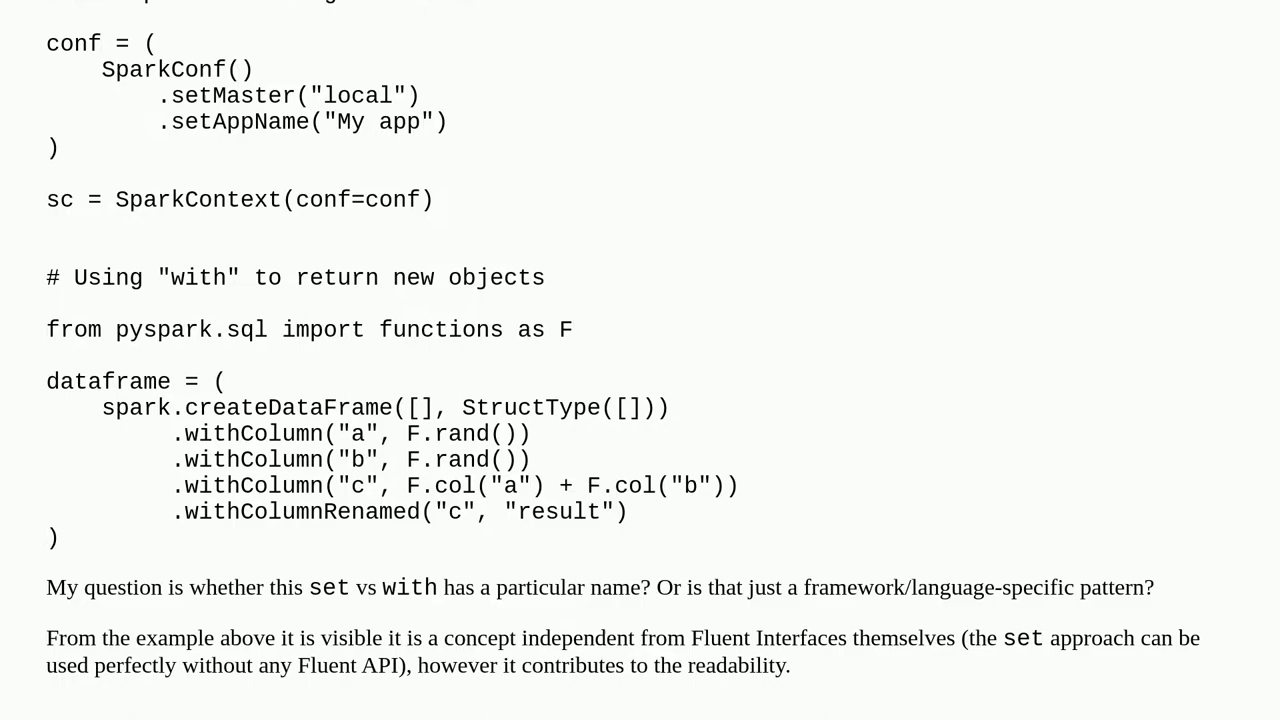 conf = (
    SparkConf()
        .setMaster("local")
        .setAppName("My app")
)
sc = SparkContext(conf=conf)
# Using "with" to return new objects
from pyspark.sql import functions as F
dataframe = (
    spark.createDataFrame([], StructType([]))
         .withColumn("a", F.rand())
         .withColumn("b", F.rand())
         .withColumn("c", F.col("a") + F.col("b"))
         .withColumnRenamed("c", "result")
)
My question is whether this set vs with has a particular name? Or is that just a framework/language-specific pattern?
From the example above it is visible it is a concept independent from Fluent Interfaces themselves (the set approach can be
used perfectly without any Fluent API), however it contributes to the readability.